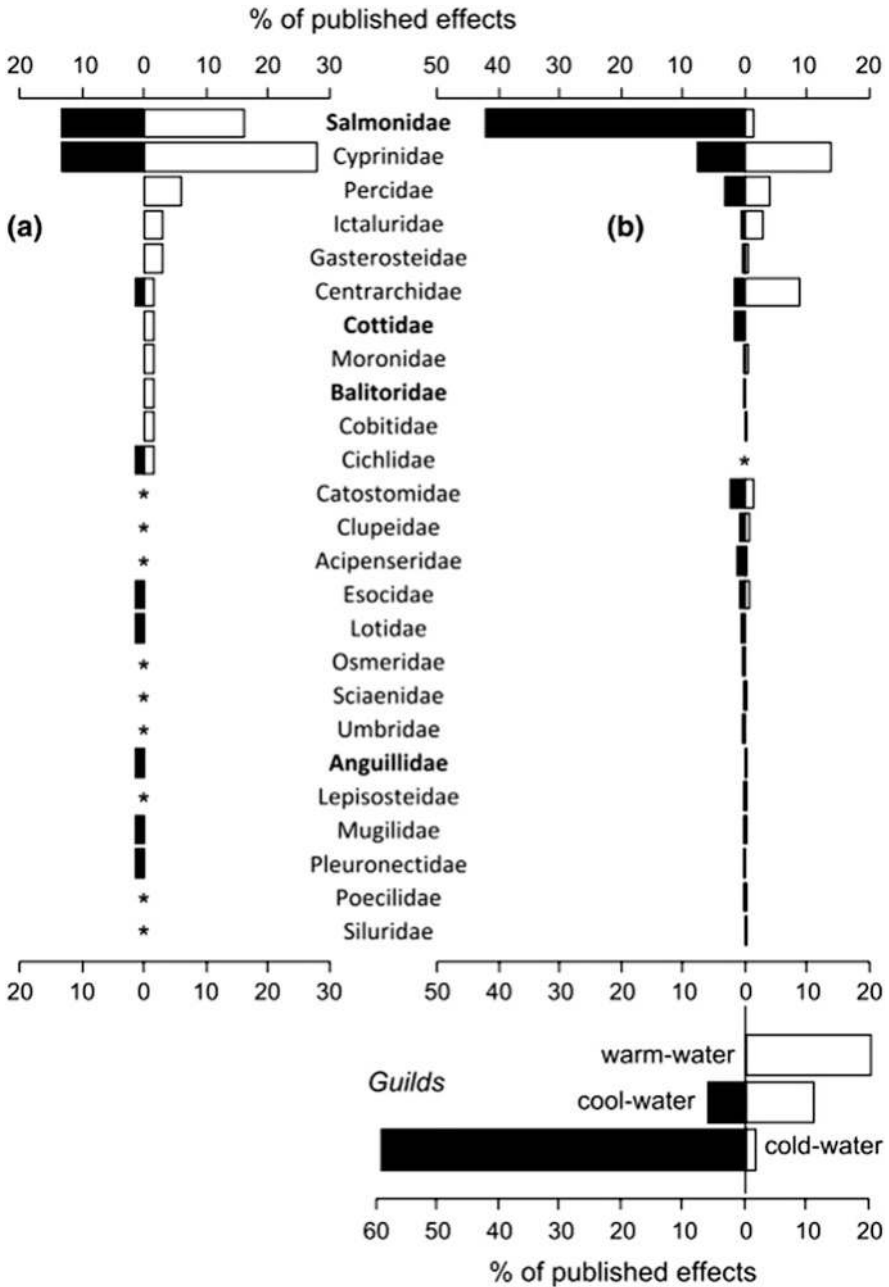 % of published effects
20 10 0 10 20 30 50 40 30 20 10 0 10 20
Salmonidae
Cyprinidae
Percidae
(a) Ictaluridae (b)
Gasterosteidae
Centrarchidae
Cottidae
Moronidae
Balitoridae
Cobitidae
Cichlidae *
* Catostomidae
* Clupeidae
* Acipenseridae
Esocidae
Lotidae
* Osmeridae
* Sciaenidae
* Umbridae
Anguillidae
* Lepisosteidae
Mugilidae
Pleuronectidae
* Poecilidae
* Siluridae
20 10 0 10 20 30 50 40 30 20 10 0 10 20
warm-water
Guilds
cool-water
cold-water
60 50 40 30 20 10 0 10 20
% of published effects